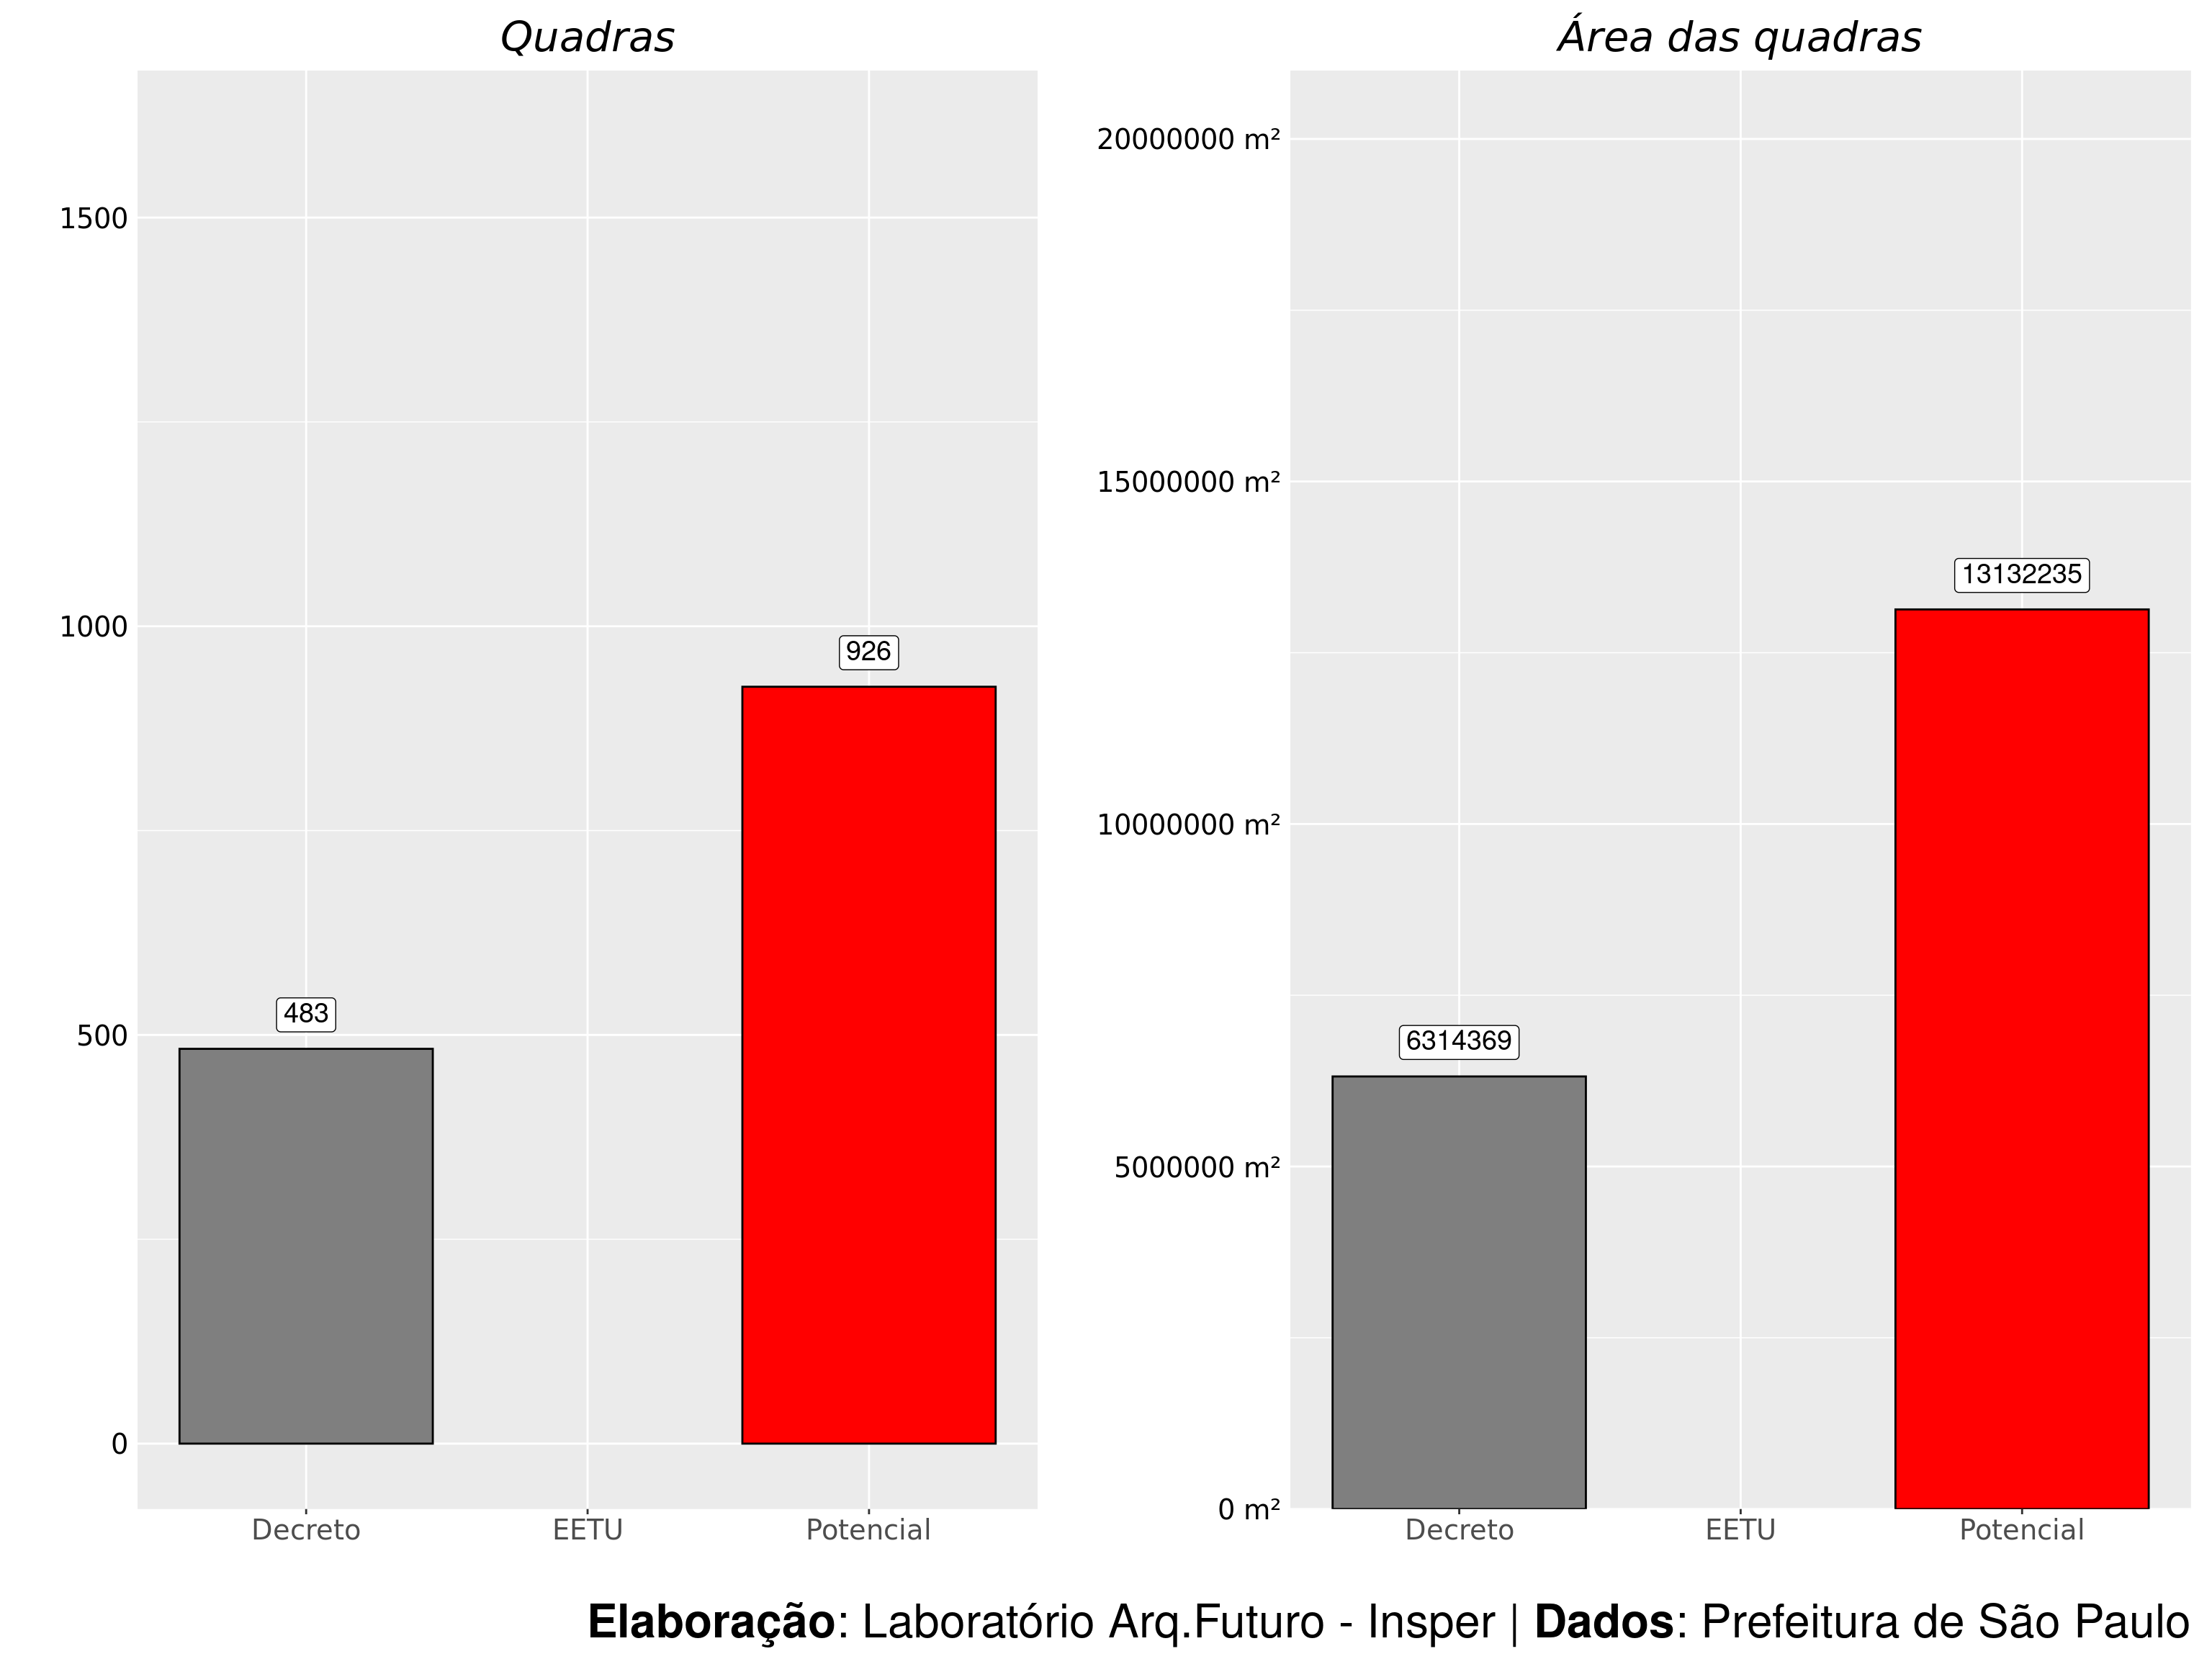 Quadras
1500
1000
500
0
926
483
Decreto
EETU
Potencial
Área das quadras
20000000 m²
15000000 m²
10000000 m²
5000000 m²
0 m²
13132235
6314369
Decreto
EETU
Potencial
Elaboração: Laboratório Arq.Futuro - Insper | Dados: Prefeitura de São Paulo